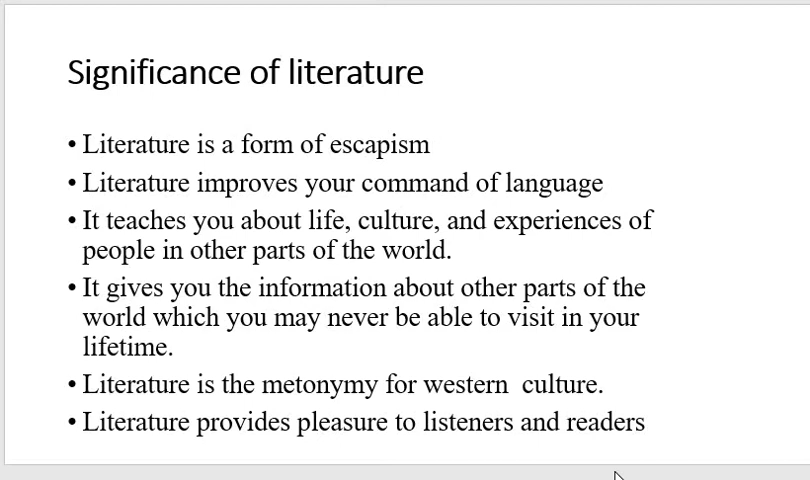 Significance of literature
• Literature is a form of escapism
• Literature improves your command of language
• It teaches you about life, culture, and experiences of
people in other parts of the world.
• It gives you the information about other parts of the
world which you may never be able to visit in your
lifetime.
• Literature is the metonymy for western  culture.
• Literature provides pleasure to listeners and readers